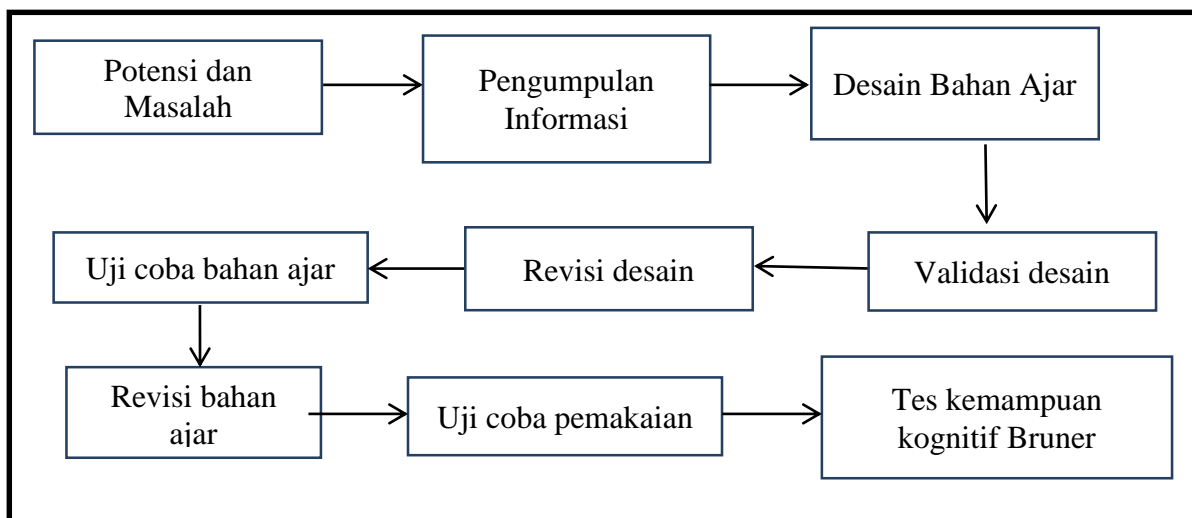 Potensi dan
Masalah
Pengumpulan
Informasi
Desain Bahan Ajar
Validasi desain
Revisi desain
Uji coba bahan ajar
Revisi bahan
ajar
Uji coba pemakaian
Tes kemampuan
kognitif Bruner